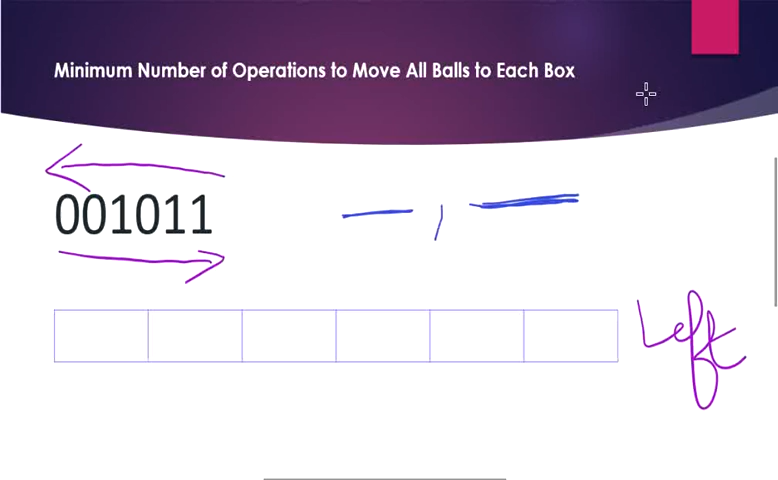 Minimum Number of Operations to Move All Balls to Each Box
001011
Left